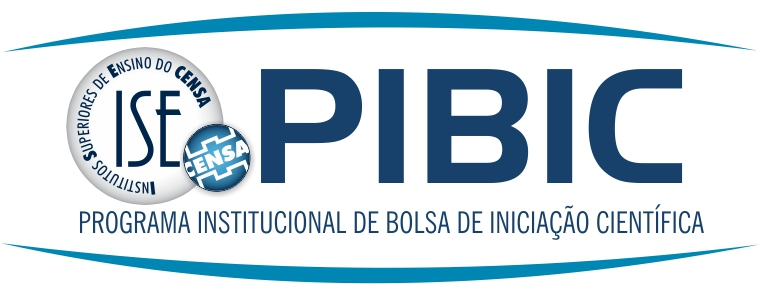 INSTITUTOS SUPERIORES DE ENSINO DO CENSA
ISE
CENSA
PIBIC
PROGRAMA INSTITUCIONAL DE BOLSA DE INICIAÇÃO CIENTÍFICA